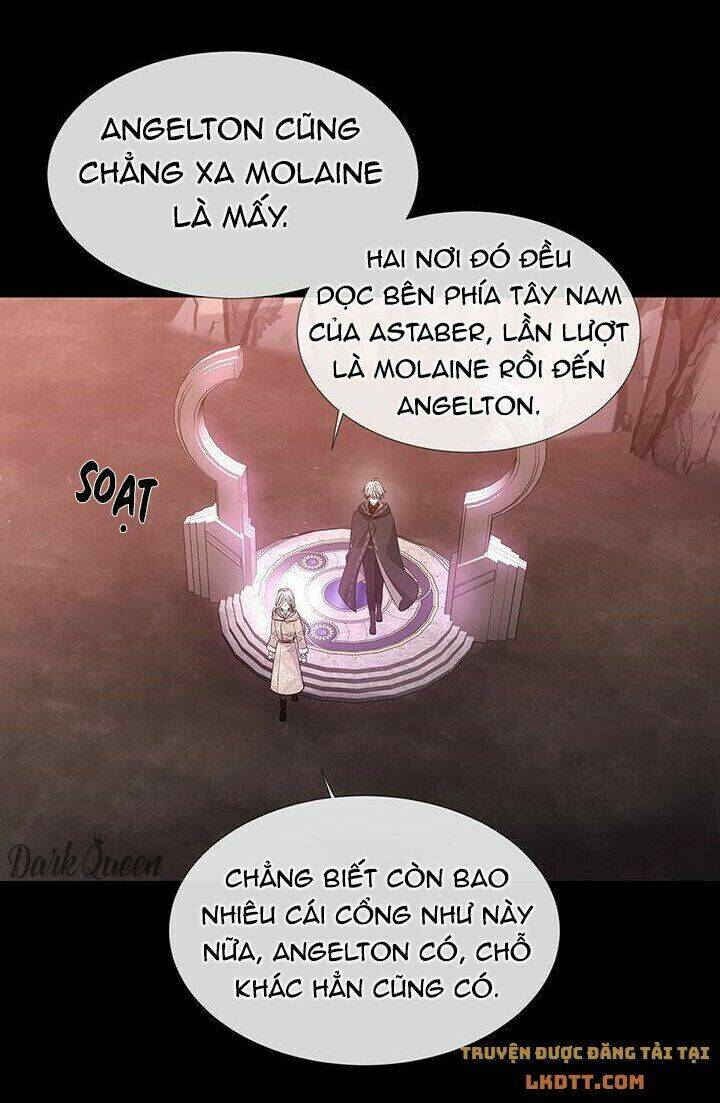 ANGELTON CŨNG
CHẲNG XA MOLAINE
LÀ MẤY.
HAI NƠI ĐÓ ĐỀU
DỌC BÊN PHÍA TÂY NAM
CỦA ASTABER, LẦN LƯỢT
LÀ MOLAINE RỒI ĐẾN
ANGELTON.
SOẠT
DarkQueen
CHẲNG BIẾT CÒN BAO
NHIÊU CÁI CỔNG NHƯ NÀY
NỮA, ANGELTON CÓ, CHỖ
KHÁC HẲN CŨNG CÓ.
TRUYỆN ĐƯỢC ĐĂNG TẢI TẠI
LKDTT.COM